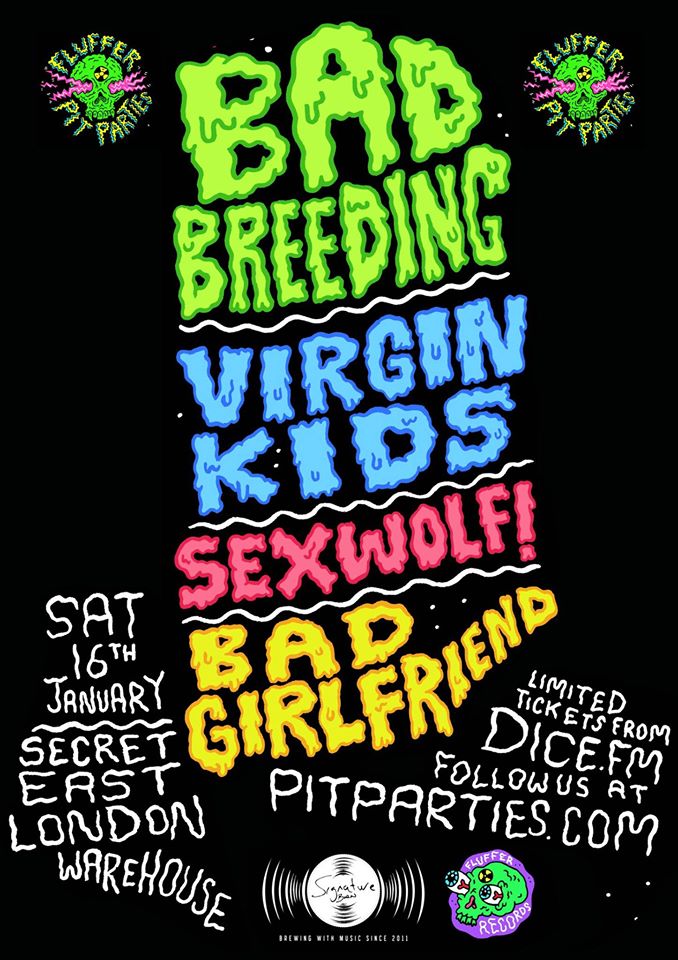 FLUFFER
PIT PARTIES
FLUFFER
PIT PARTIES
BAD
BREEDING
VIRGIN
KIDS
SEXWOLF!
BAD
GIRLFRIEND
SAT
16TH
JANUARY
SECRET
EAST
LONDON
WAREHOUSE
LIMITED
TICKETS FROM
DICE.FM
FOLLOW US AT
PITPARTIES.COM
Signature
Brew
BREWING WITH MUSIC SINCE 2011
FLUFFER
RECORDS